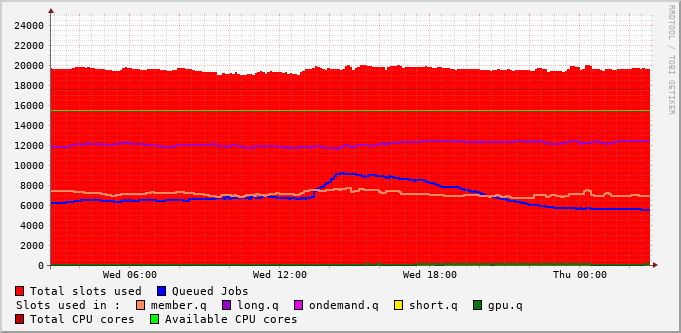 RRDTOOL / TOBI OETIKER
24000
22000
20000
18000
16000
14000
12000
10000
8000
6000
4000
2000
0
Wed 06:00 Wed 12:00 Wed 18:00 Thu 00:00
Total slots used Queued Jobs
Slots used in : member.q long.q ondemand.q short.q gpu.q
Total CPU cores Available CPU cores